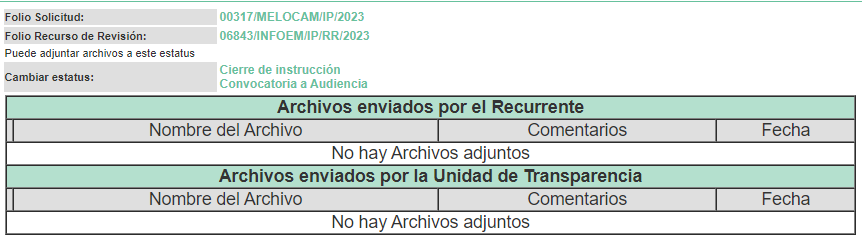 Folio Solicitud: 00317/MELOCAM/IP/2023
Folio Recurso de Revisión: 06843/INFOEM/IP/RR/2023
Puede adjuntar archivos a este estatus
Cambiar estatus: Cierre de instrucción
Convocatoria a Audiencia
Archivos enviados por el Recurrente
Nombre del Archivo Comentarios Fecha
No hay Archivos adjuntos
Archivos enviados por la Unidad de Transparencia
Nombre del Archivo Comentarios Fecha
No hay Archivos adjuntos